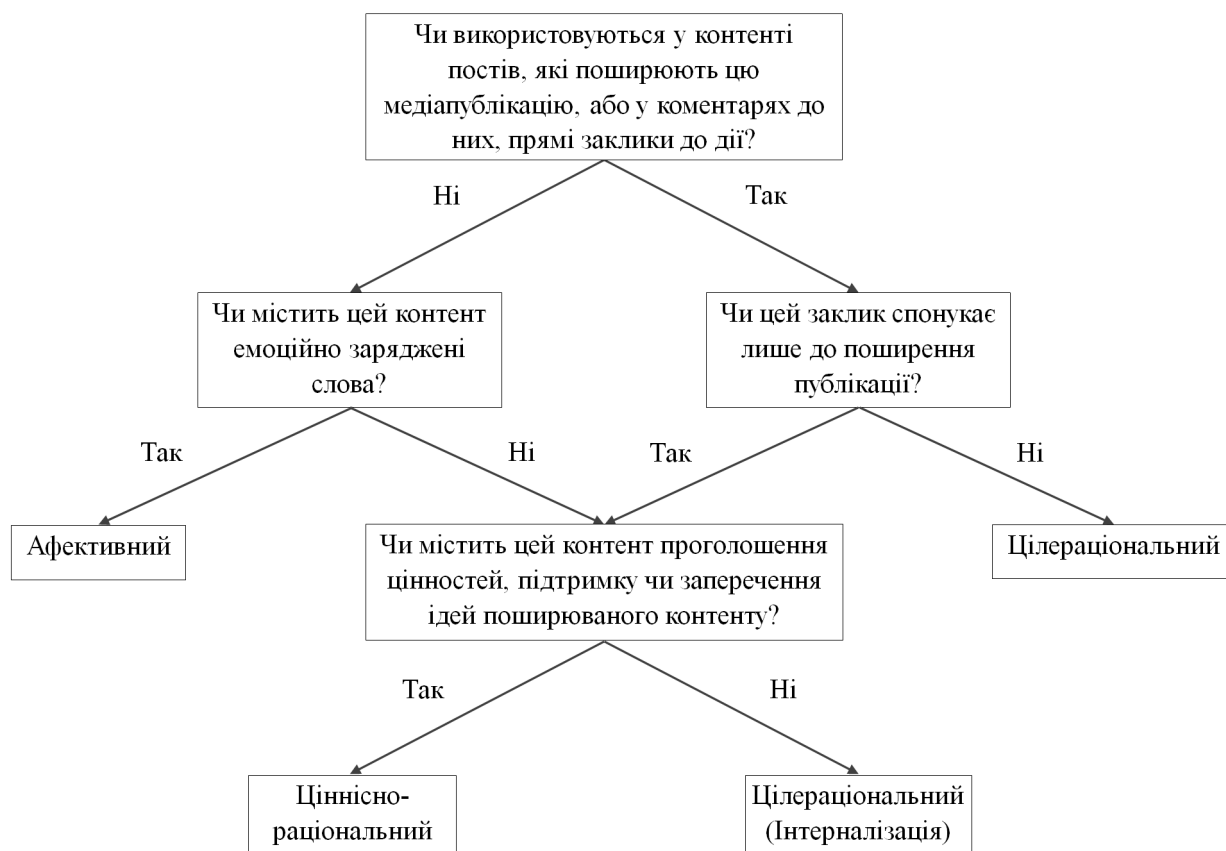 Чи використовуються у контенті
постів, які поширюють цю
медіапублікацію, або у коментарях до
них, прямі заклики до дії?
Ні
Так
Чи містить цей контент
емоційно заряджені
слова?
Чи цей заклик спонукає
лише до поширення
публікації?
Так
Ні
Так
Ні
Афективний
Чи містить цей контент проголошення
цінностей, підтримку чи заперечення
ідей поширюваного контенту?
Цілераціональний
Так
Ні
Ціннісно-
раціональний
Цілераціональний
(Інтерналізація)